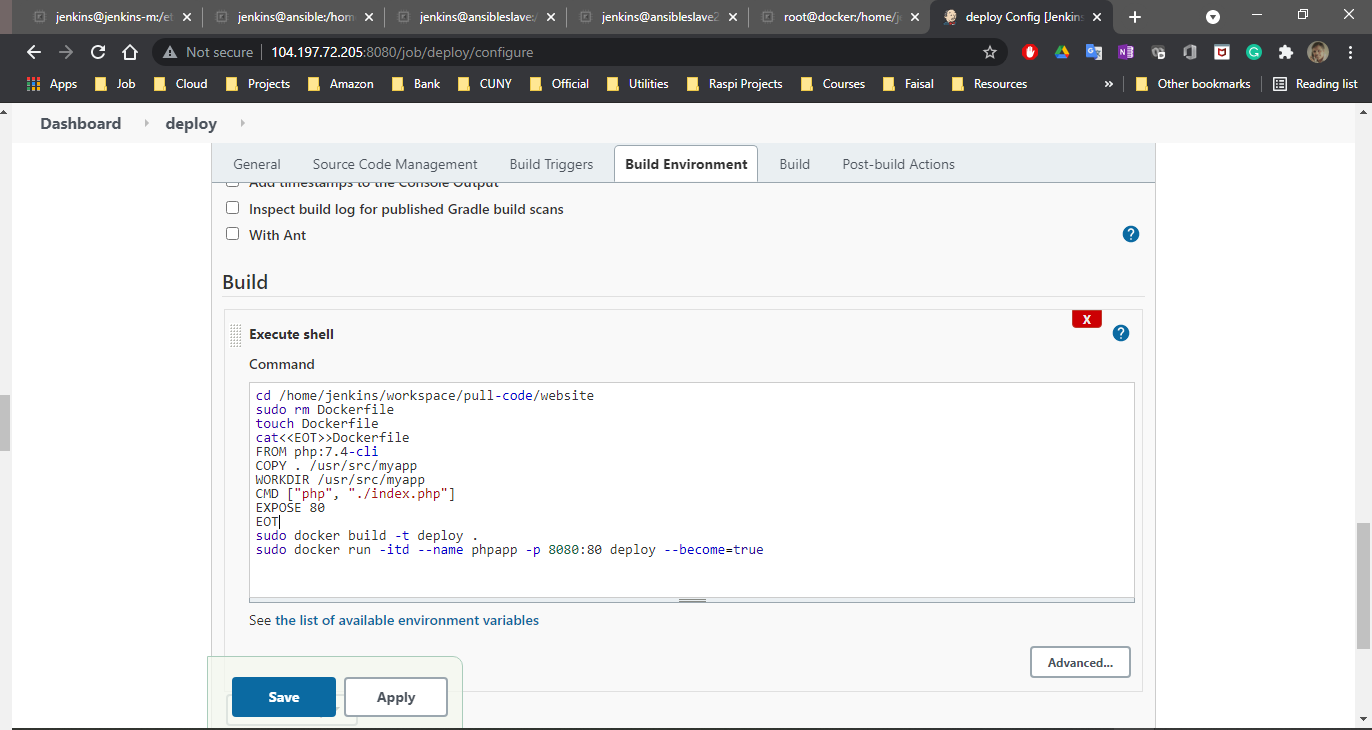 jenkins@jenkins-m:/et
jenkins@ansible:/hom
jenkins@ansibleslave:/
jenkins@ansibleslave2
root@docker:/home/j
deploy Config [Jenkins
Not secure 104.197.72.205:8080/job/deploy/configure
Apps Job Cloud Projects Amazon Bank CUNY Official Utilities Raspi Projects Courses Faisal Resources » Other bookmarks Reading list
Dashboard deploy
General Source Code Management Build Triggers Build Environment Build Post-build Actions
Add timestamps to the Console Output
Inspect build log for published Gradle build scans
With Ant
Build
X
Execute shell
Command
cd /home/jenkins/workspace/pull-code/website
sudo rm Dockerfile
touch Dockerfile
cat<<EOT>>Dockerfile
FROM php:7.4-cli
COPY . /usr/src/myapp
WORKDIR /usr/src/myapp
CMD ["php", "./index.php"]
EXPOSE 80
EOT
sudo docker build -t deploy .
sudo docker run -itd --name phpapp -p 8080:80 deploy --become=true
See the list of available environment variables
Advanced...
Save Apply